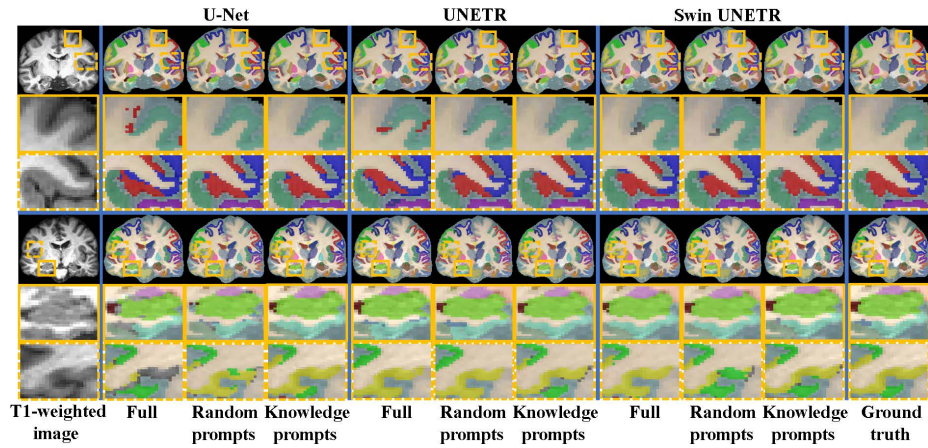 U-Net UNETR Swin UNETR
T1-weighted image Full Random prompts Knowledge prompts Full Random prompts Knowledge prompts Full Random prompts Knowledge prompts Ground truth